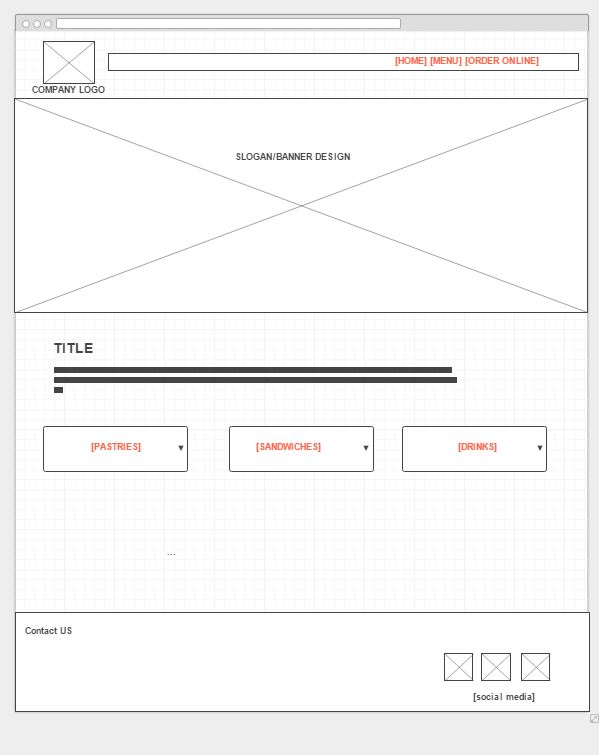 [HOME] [MENU] [ORDER ONLINE]
COMPANY LOGO
SLOGAN/BANNER DESIGN
TITLE
[PASTRIES]
[SANDWICHES]
[DRINKS]
...
Contact US
[social media]